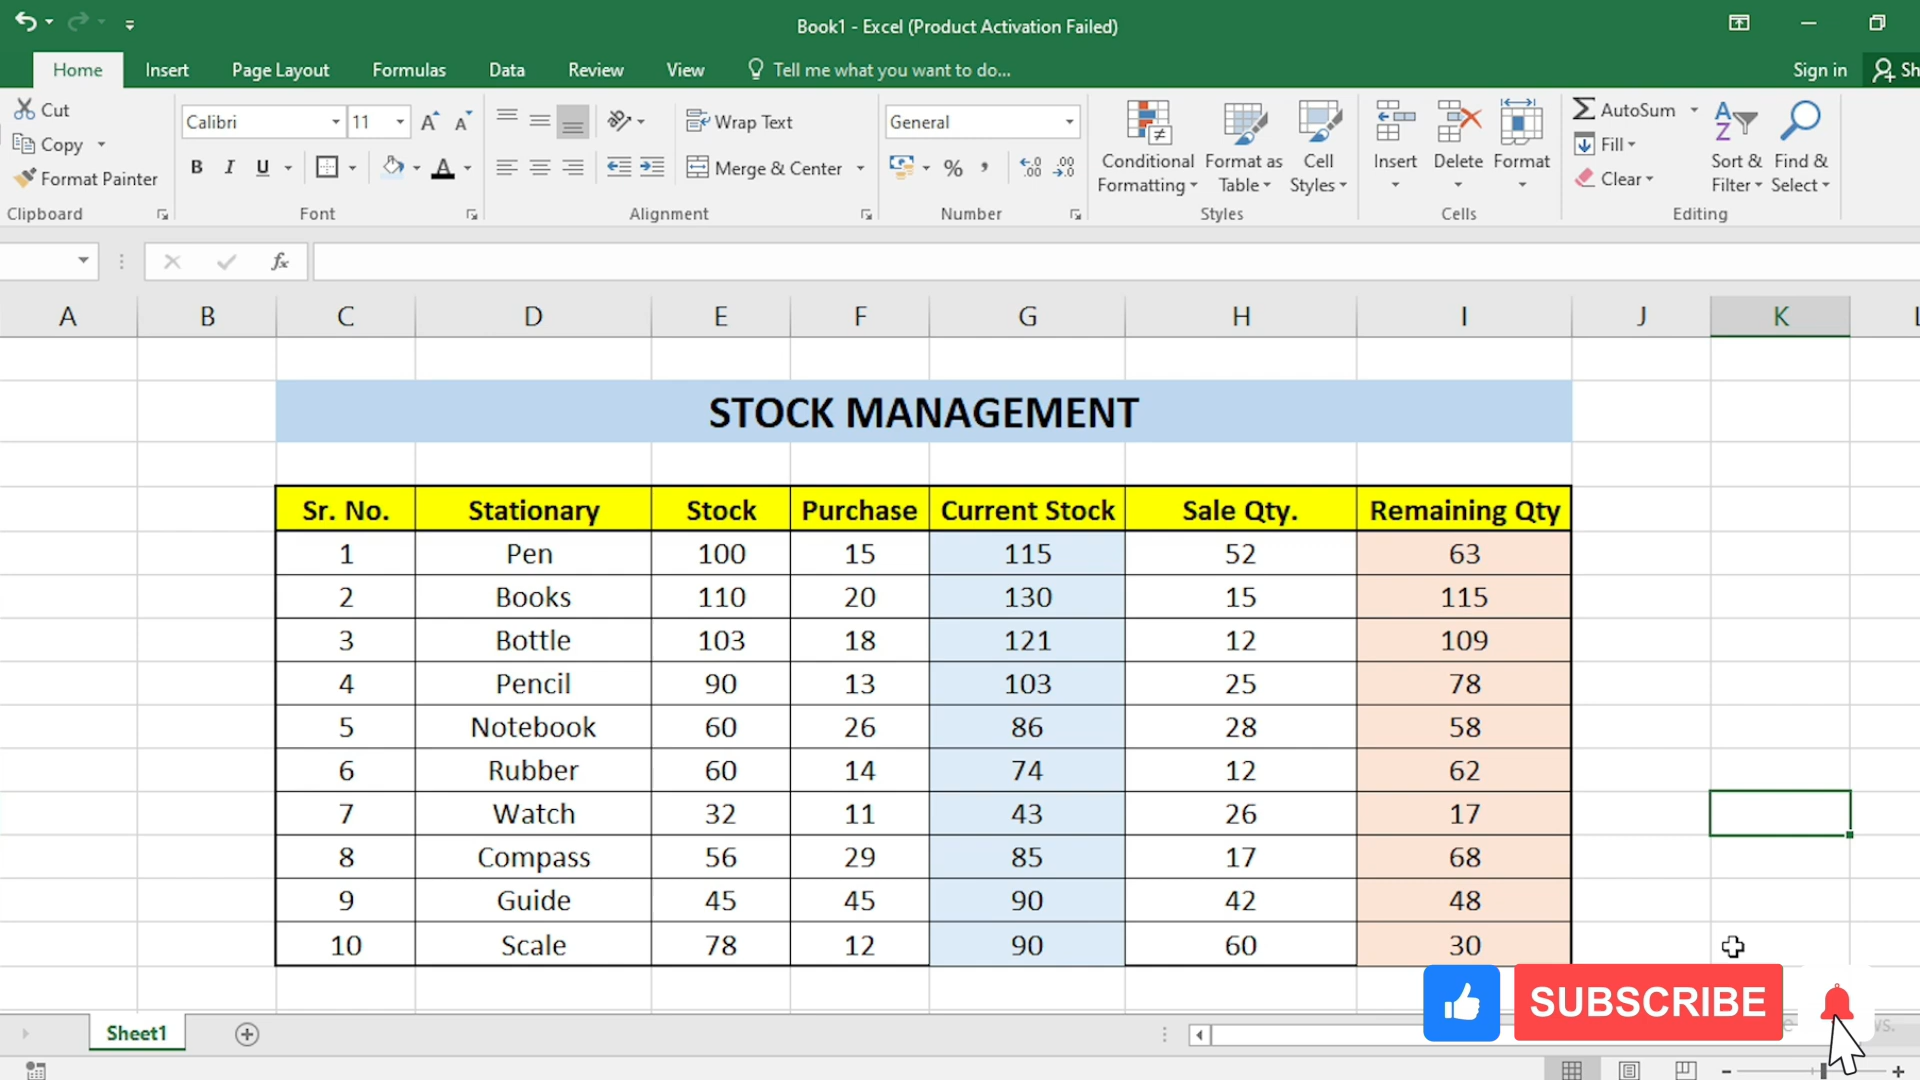 Book1 - Excel (Product Activation Failed)
Home Insert Page Layout Formulas Data Review View Tell me what you want to do... Sign in Sh
Cut
Copy
Format Painter
Calibri 11
B I U
Wrap Text
Merge & Center
General
Conditional Formatting
Format as Table
Cell Styles
Insert
Delete
Format
AutoSum
Fill
Clear
Sort & Filter
Find & Select
Clipboard Font Alignment Number Styles Cells Editing
fx
A B C D E F G H I J K L
STOCK MANAGEMENT
Sr. No. Stationary Stock Purchase Current Stock Sale Qty. Remaining Qty
1 Pen 100 15 115 52 63
2 Books 110 20 130 15 115
3 Bottle 103 18 121 12 109
4 Pencil 90 13 103 25 78
5 Notebook 60 26 86 28 58
6 Rubber 60 14 74 12 62
7 Watch 32 11 43 26 17
8 Compass 56 29 85 17 68
9 Guide 45 45 90 42 48
10 Scale 78 12 90 60 30
SUBSCRIBE
Sheet1